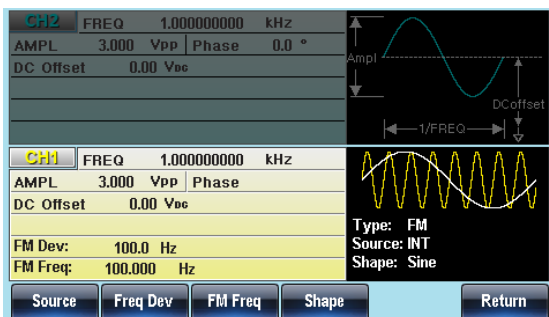 CH2 FREQ 1.000000000 kHz
AMPL 3.000 Vpp Phase 0.0 °
DC Offset 0.00 VDC
Ampl
DCoffset
1/FREQ
CH1 FREQ 1.000000000 kHz
AMPL 3.000 Vpp Phase
DC Offset 0.00 VDC
FM Dev: 100.0 Hz
FM Freq: 100.000 Hz
Type: FM
Source: INT
Shape: Sine
Source Freq Dev FM Freq Shape Return